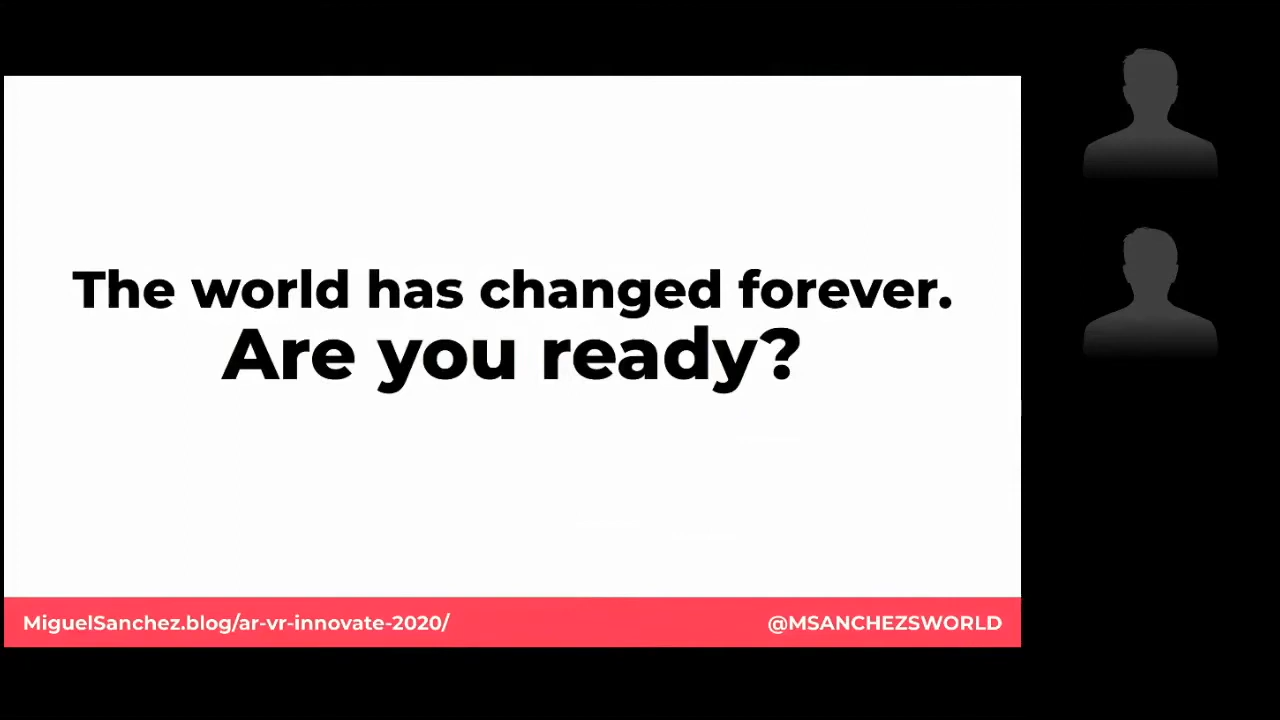 The world has changed forever.
Are you ready?
MiguelSanchez.blog/ar-vr-innovate-2020/
@MSANCHEZSWORLD